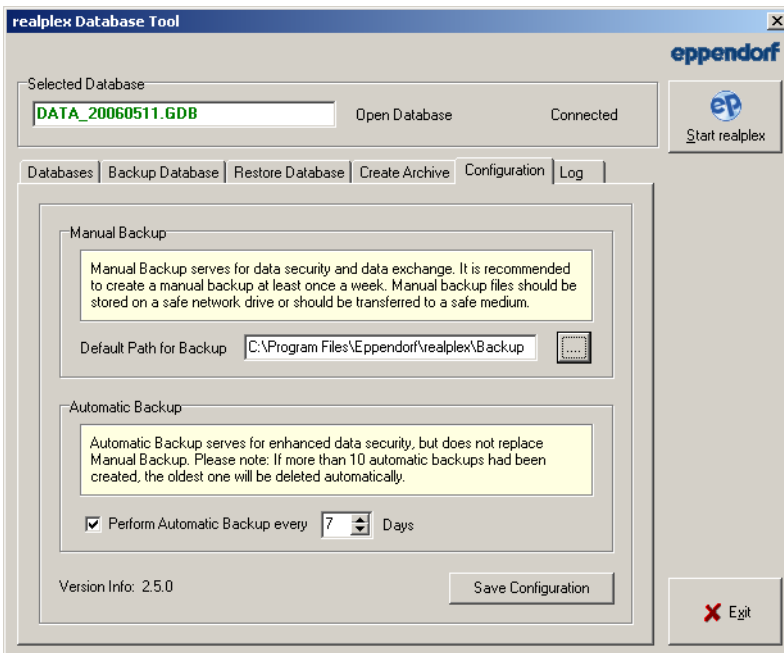 realplex Database Tool
eppendorf
Selected Database
DATA_20060511.GDB Open Database Connected
ep
Start realplex
Databases Backup Database Restore Database Create Archive Configuration Log
Manual Backup
Manual Backup serves for data security and data exchange. It is recommended
to create a manual backup at least once a week. Manual backup files should be
stored on a safe network drive or should be transferred to a safe medium.
Default Path for Backup C:\Program Files\Eppendorf\realplex\Backup ....
Automatic Backup
Automatic Backup serves for enhanced data security, but does not replace
Manual Backup. Please note: If more than 10 automatic backups had been
created, the oldest one will be deleted automatically.
Perform Automatic Backup every 7 Days
Version Info: 2.5.0 Save Configuration
Exit